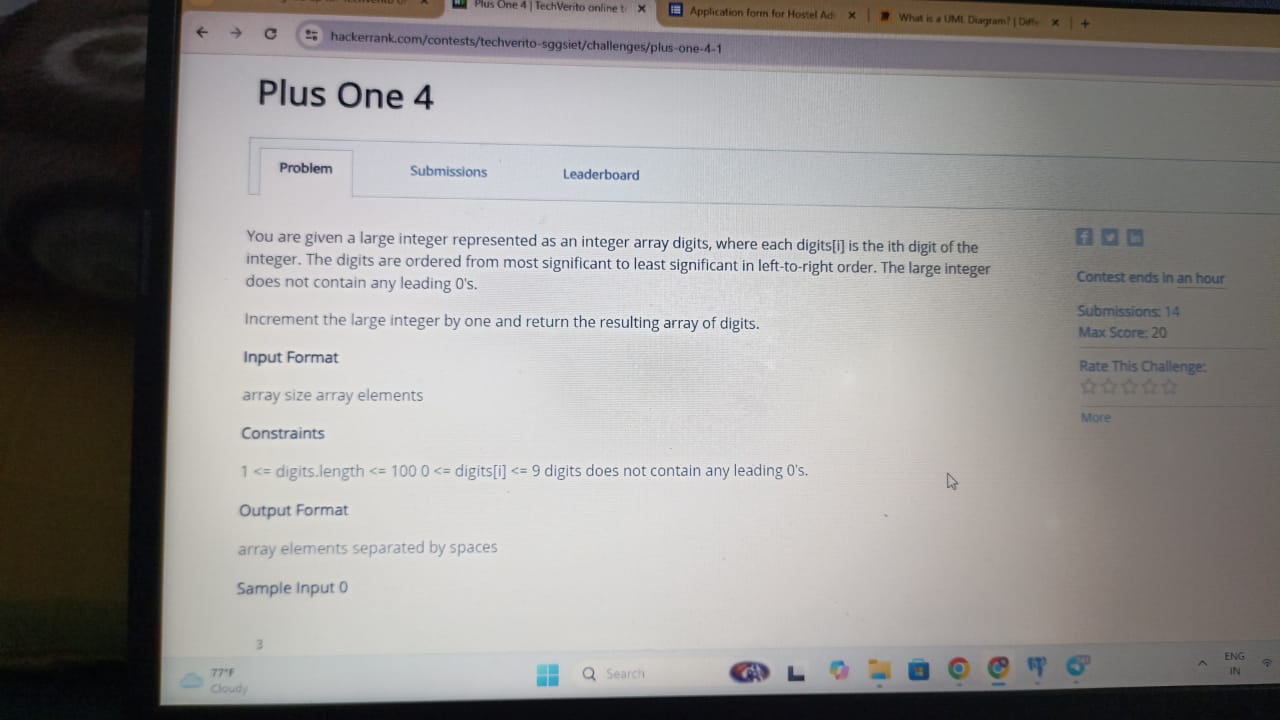 Plus One 4 | TechVerito online t
Application form for Hostel Ad
What is a UML Diagram? | Diffe
hackerrank.com/contests/techverito-sggsiet/challenges/plus-one-4-1
Plus One 4
Problem
Submissions
Leaderboard
You are given a large integer represented as an integer array digits, where each digits[i] is the ith digit of the
integer. The digits are ordered from most significant to least significant in left-to-right order. The large integer
does not contain any leading 0's.
Increment the large integer by one and return the resulting array of digits.
Input Format
array size array elements
Constraints
1 <= digits.length <= 100 0 <= digits[i] <= 9 digits does not contain any leading 0's.
Output Format
array elements separated by spaces
Sample Input 0
3
Contest ends in an hour
Submissions: 14
Max Score: 20
Rate This Challenge:
More
77°F
Cloudy
Search
ENG
IN